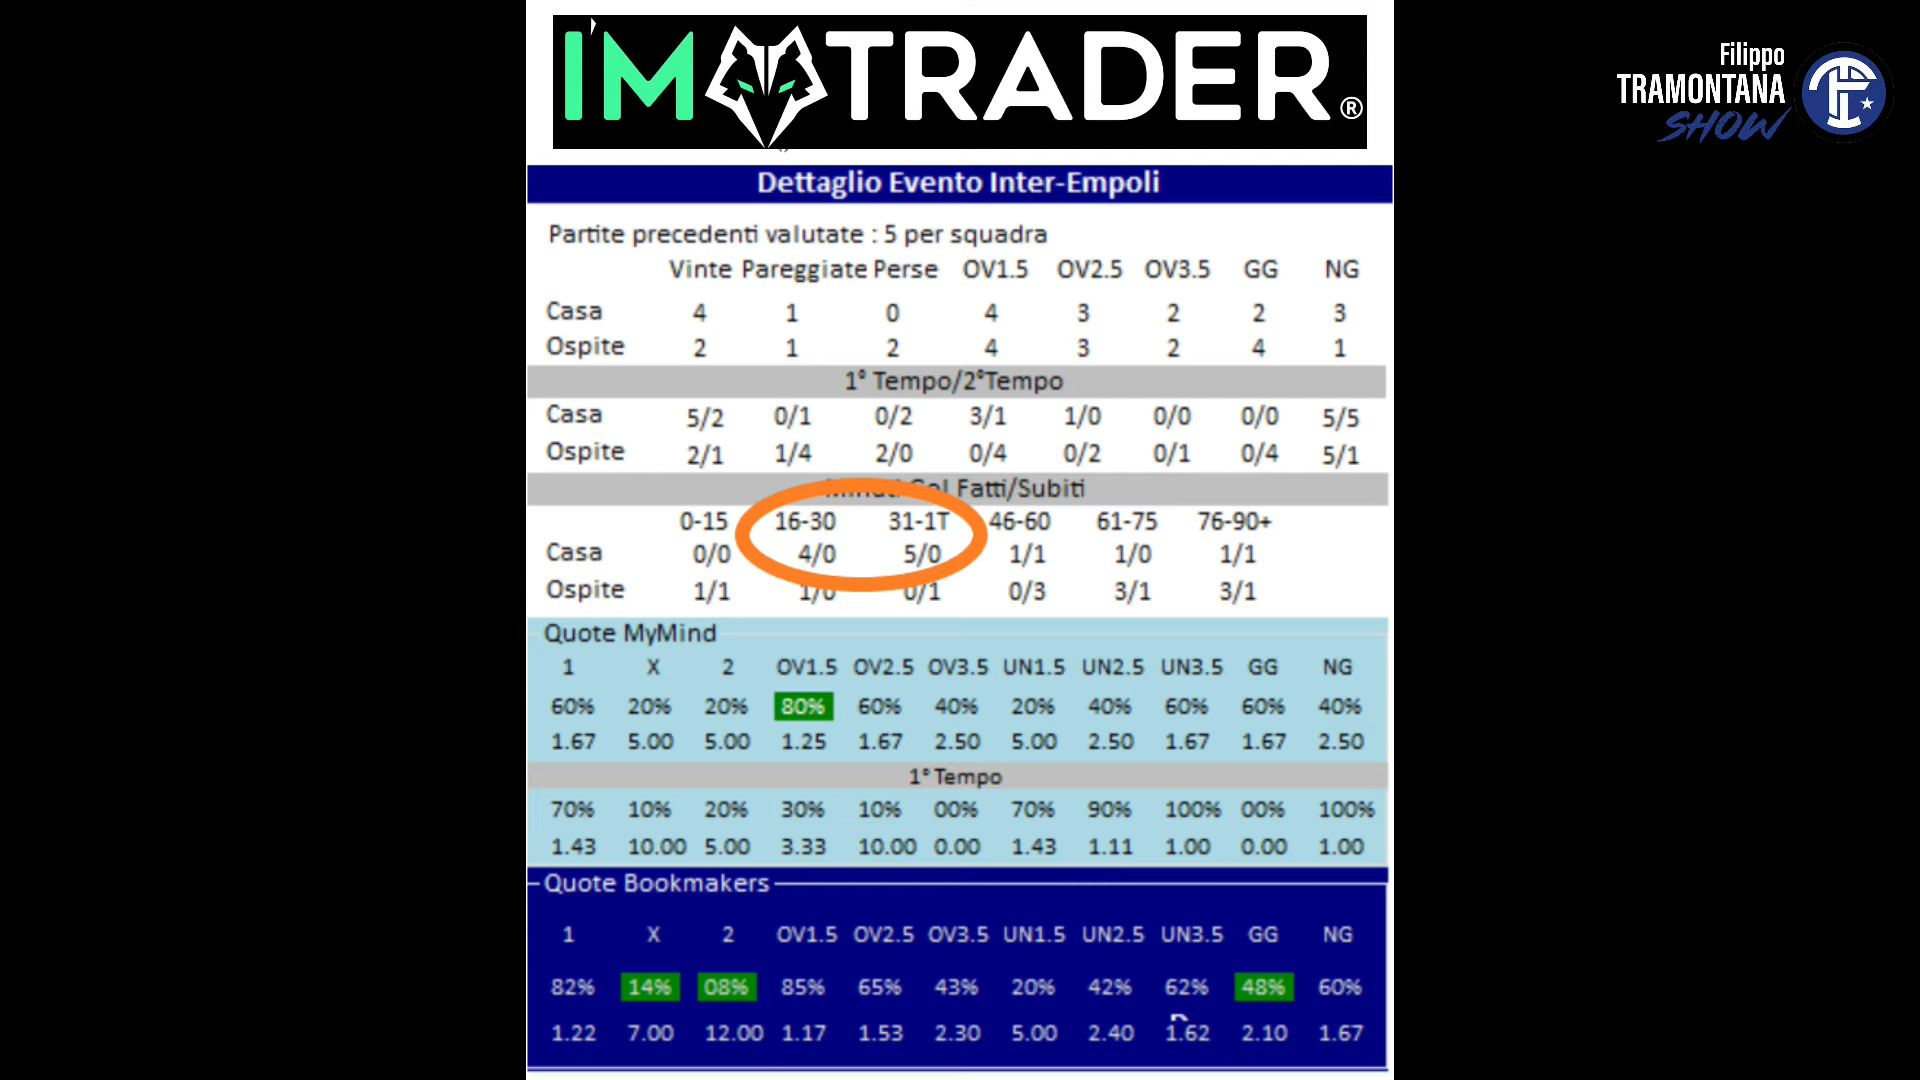 I'M TRADER®
Filippo
TRAMONTANA
SHOW
Dettaglio Evento Inter-Empoli
Partite precedenti valutate : 5 per squadra
Vinte Pareggiate Perse OV1.5 OV2.5 OV3.5 GG NG
Casa 4 1 0 4 3 2 2 3
Ospite 2 1 2 4 3 2 4 1
1° Tempo/2°Tempo
Casa 5/2 0/1 0/2 3/1 1/0 0/0 0/0 5/5
Ospite 2/1 1/4 2/0 0/4 0/2 0/1 0/4 5/1
Minuti Gol Fatti/Subiti
0-15 16-30 31-1T 46-60 61-75 76-90+
Casa 0/0 4/0 5/0 1/1 1/0 1/1
Ospite 1/1 1/0 0/1 0/3 3/1 3/1
Quote MyMind
1 X 2 OV1.5 OV2.5 OV3.5 UN1.5 UN2.5 UN3.5 GG NG
60% 20% 20% 80% 60% 40% 20% 40% 60% 60% 40%
1.67 5.00 5.00 1.25 1.67 2.50 5.00 2.50 1.67 1.67 2.50
1° Tempo
70% 10% 20% 30% 10% 00% 70% 90% 100% 00% 100%
1.43 10.00 5.00 3.33 10.00 0.00 1.43 1.11 1.00 0.00 1.00
Quote Bookmakers
1 X 2 OV1.5 OV2.5 OV3.5 UN1.5 UN2.5 UN3.5 GG NG
82% 14% 08% 85% 65% 43% 20% 42% 62% 48% 60%
1.22 7.00 12.00 1.17 1.53 2.30 5.00 2.40 1.62 2.10 1.67